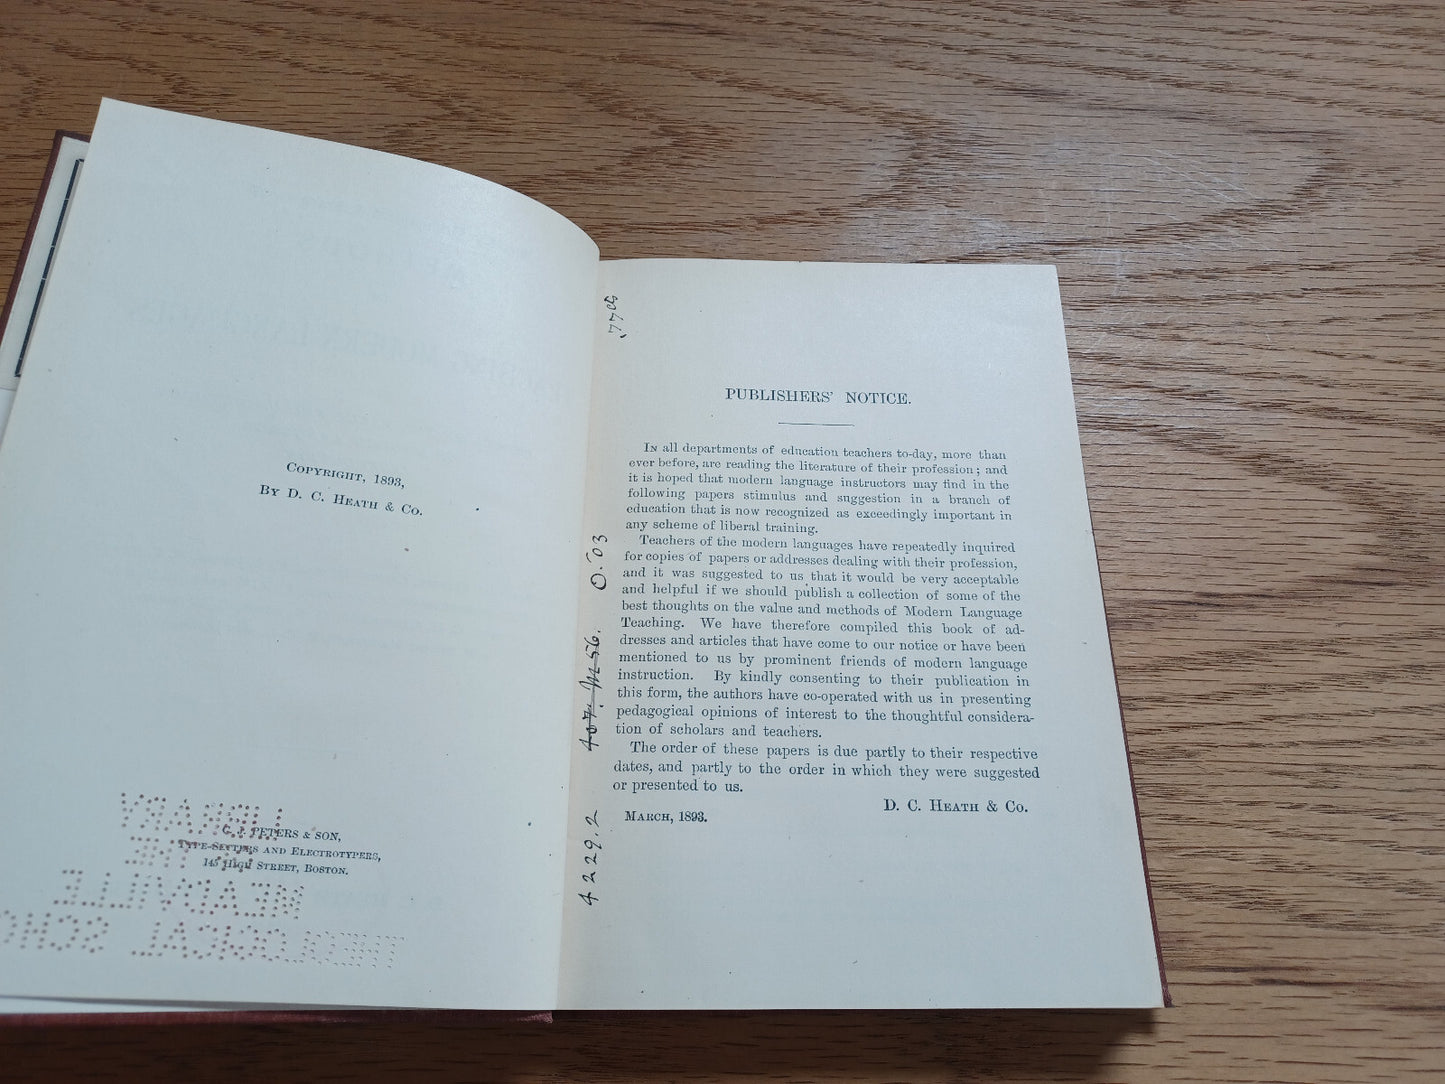 Copyright, 1893,
By D. C. Heath & Co.
C. J. Peters & Son,
Type-Setters and Electrotypers,
145 High Street, Boston.
LIBRARY
THE
MEADVILLE
THEOLOGICAL SCHO
.77
PUBLISHERS' NOTICE.
In all departments of education teachers to-day, more than
ever before, are reading the literature of their profession; and
it is hoped that modern language instructors may find in the
following papers stimulus and suggestion in a branch of
education that is now recognized as exceedingly important in
any scheme of liberal training.
Teachers of the modern languages have repeatedly inquired
for copies of papers or addresses dealing with their profession,
and it was suggested to us that it would be very acceptable
and helpful if we should publish a collection of some of the
best thoughts on the value and methods of Modern Language
Teaching. We have therefore compiled this book of ad-
dresses and articles that have come to our notice or have been
mentioned to us by prominent friends of modern language
instruction. By kindly consenting to their publication in
this form, the authors have co-operated with us in presenting
pedagogical opinions of interest to the thoughtful considera-
tion of scholars and teachers.
The order of these papers is due partly to their respective
dates, and partly to the order in which they were suggested
or presented to us.
D. C. Heath & Co.
March, 1893.
4229.2 407. M56. 0.03